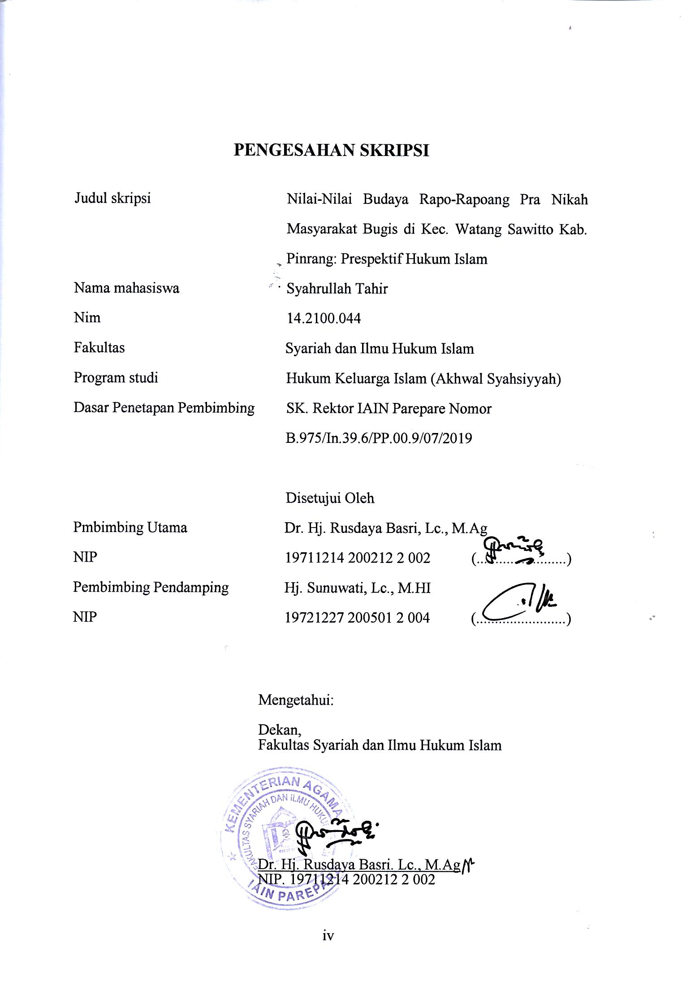 PENGESAHAN SKRIPSI
Judul skripsi Nilai-Nilai Budaya Rapo-Rapoang Pra Nikah
Masyarakat Bugis di Kec. Watang Sawitto Kab.
Pinrang: Prespektif Hukum Islam
Nama mahasiswa Syahrullah Tahir
Nim 14.2100.044
Fakultas Syariah dan Ilmu Hukum Islam
Program studi Hukum Keluarga Islam (Akhwal Syahsiyyah)
Dasar Penetapan Pembimbing SK. Rektor IAIN Parepare Nomor
B.975/In.39.6/PP.00.9/07/2019
Disetujui Oleh
Pmbimbing Utama Dr. Hj. Rusdaya Basri, Lc., M.Ag
NIP 19711214 200212 2 002 (........................)
Pembimbing Pendamping Hj. Sunuwati, Lc., M.HI
NIP 19721227 200501 2 004 (........................)
Mengetahui:
Dekan,
Fakultas Syariah dan Ilmu Hukum Islam
KEMENTERIAN AGAMA
FAKULTAS SYARIAH DAN ILMU HUKU
IAIN PAREPARE
Dr. Hj. Rusdaya Basri. Lc., M.Ag
NIP. 19711214 200212 2 002
iv